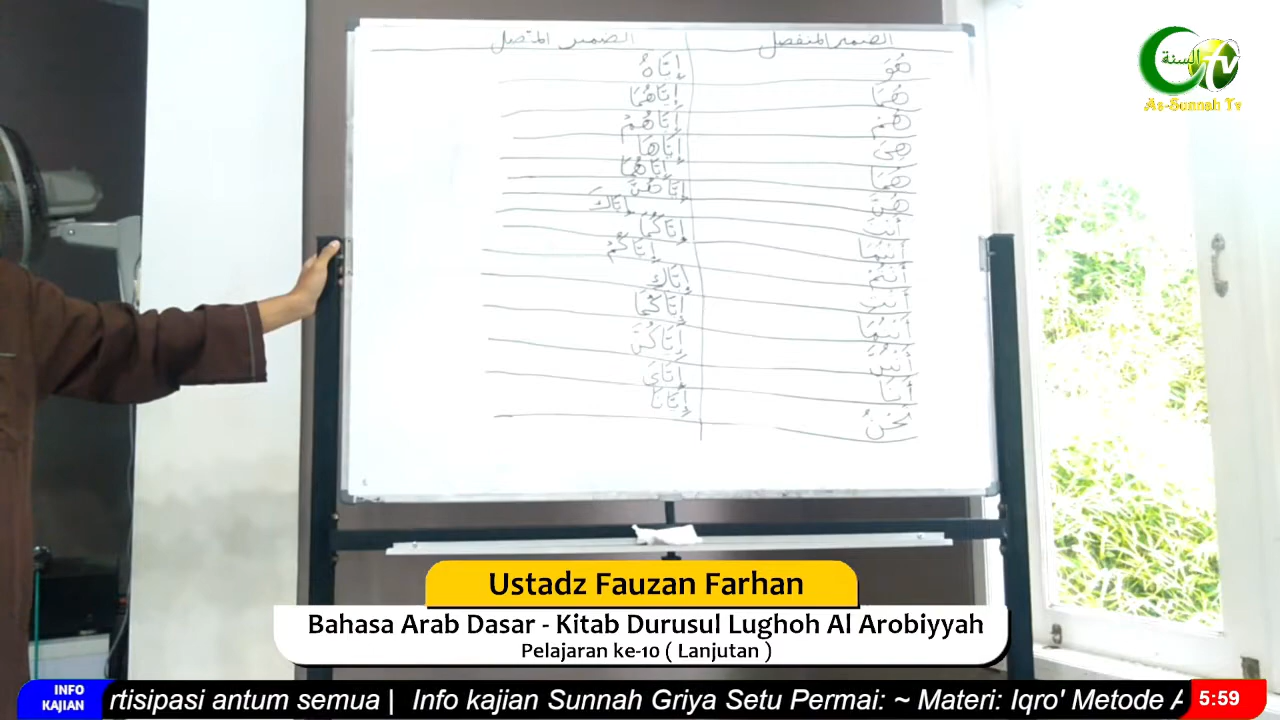 الضمير المنفصل الضمير المتصل
هُوَ إِيَّاهُ
هُمَا إِيَّاهُمَا
هُمْ إِيَّاهُمْ
هِيَ إِيَّاهَا
هُمَا إِيَّاهُمَا
هُنَّ إِيَّاهُنَّ
أَنْتَ إِيَّاكَ
أَنْتُمَا إِيَّاكُمَا
أَنْتُمْ إِيَّاكُمْ
أَنْتِ إِيَّاكِ
أَنْتُمَا إِيَّاكُمَا
أَنْتُنَّ إِيَّاكُنَّ
أَنَا إِيَّايَ
نَحْنُ إِيَّانَا
السنة tv
As-Sunnah Tv
Ustadz Fauzan Farhan
Bahasa Arab Dasar - Kitab Durusul Lughoh Al Arobiyyah
Pelajaran ke-10 ( Lanjutan )
INFO KAJIAN
rtisipasi antum semua | Info kajian Sunnah Griya Setu Permai: ~ Materi: Iqro' Metode A
5:59